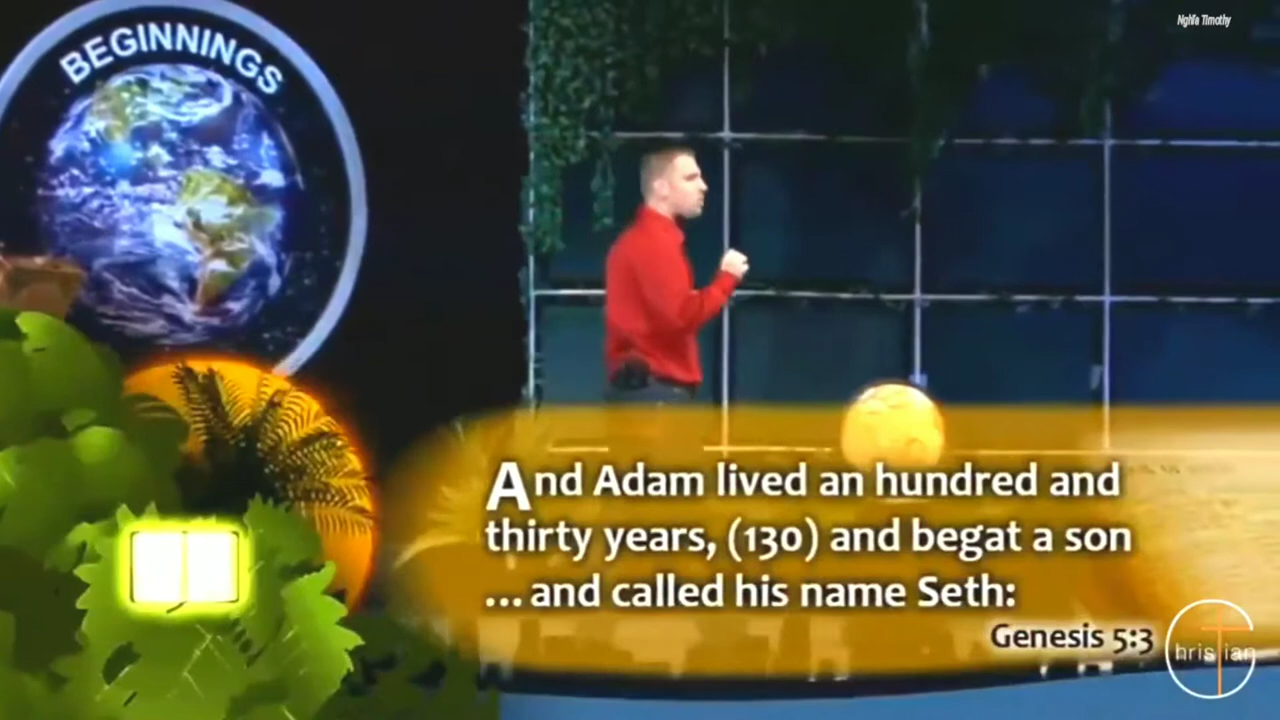 Nghĩa Timothy
BEGINNINGS
And Adam lived an hundred and
thirty years, (130) and begat a son
...and called his name Seth:
Genesis 5:3
hristian